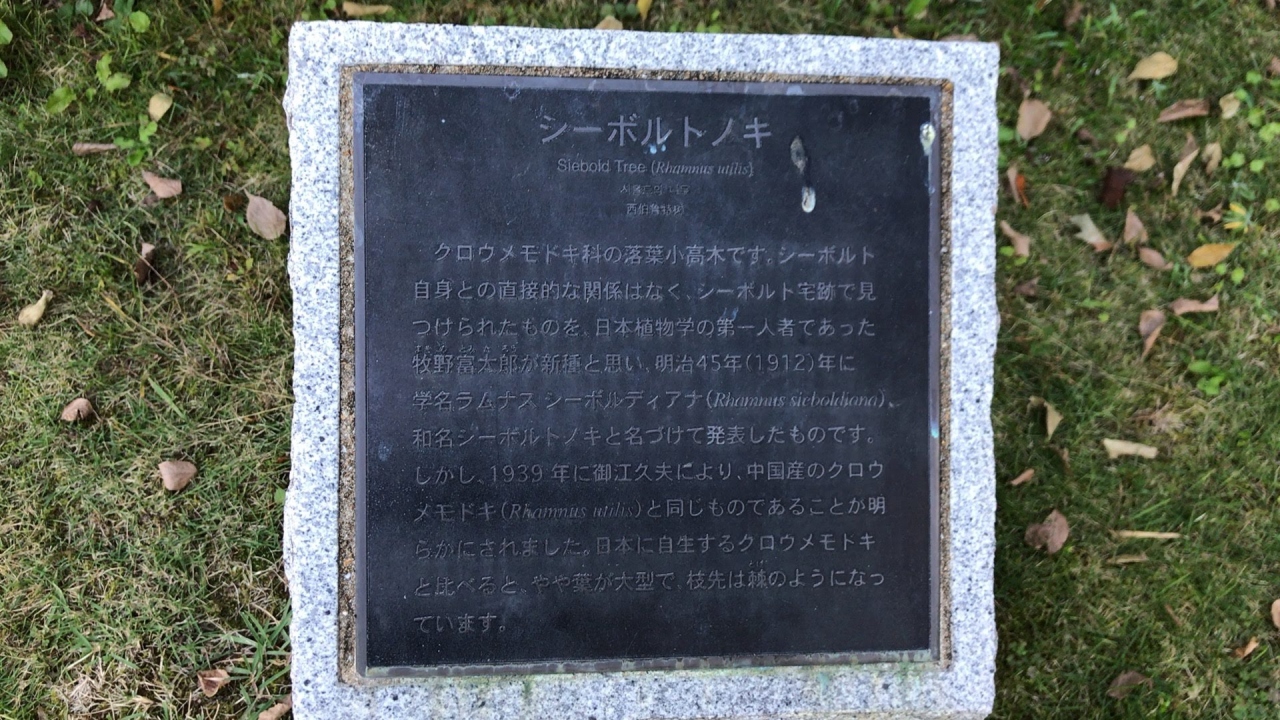 シーボルトノキ
Siebold Tree (Rhamnus utilis)
西伯鲁特树
クロウメモドキ科の落葉小高木です。シーボルト
自身との直接的な関係はなく、シーボルト宅跡で見
つけられたものを、日本植物学の第一人者であった
牧野富太郎が新種と思い、明治45年(1912)年に
学名ラムナス シーボルディアナ(Rhamnus sieboldiana)、
和名シーボルトノキと名づけて発表したものです。
しかし、1939 年に御江久夫により、中国産のクロウ
メモドキ(Rhamnus utilis)と同じものであることが明
らかにされました。日本に自生するクロウメモドキ
と比べると、やや葉が大型で、枝先は棘のようになっ
ています。